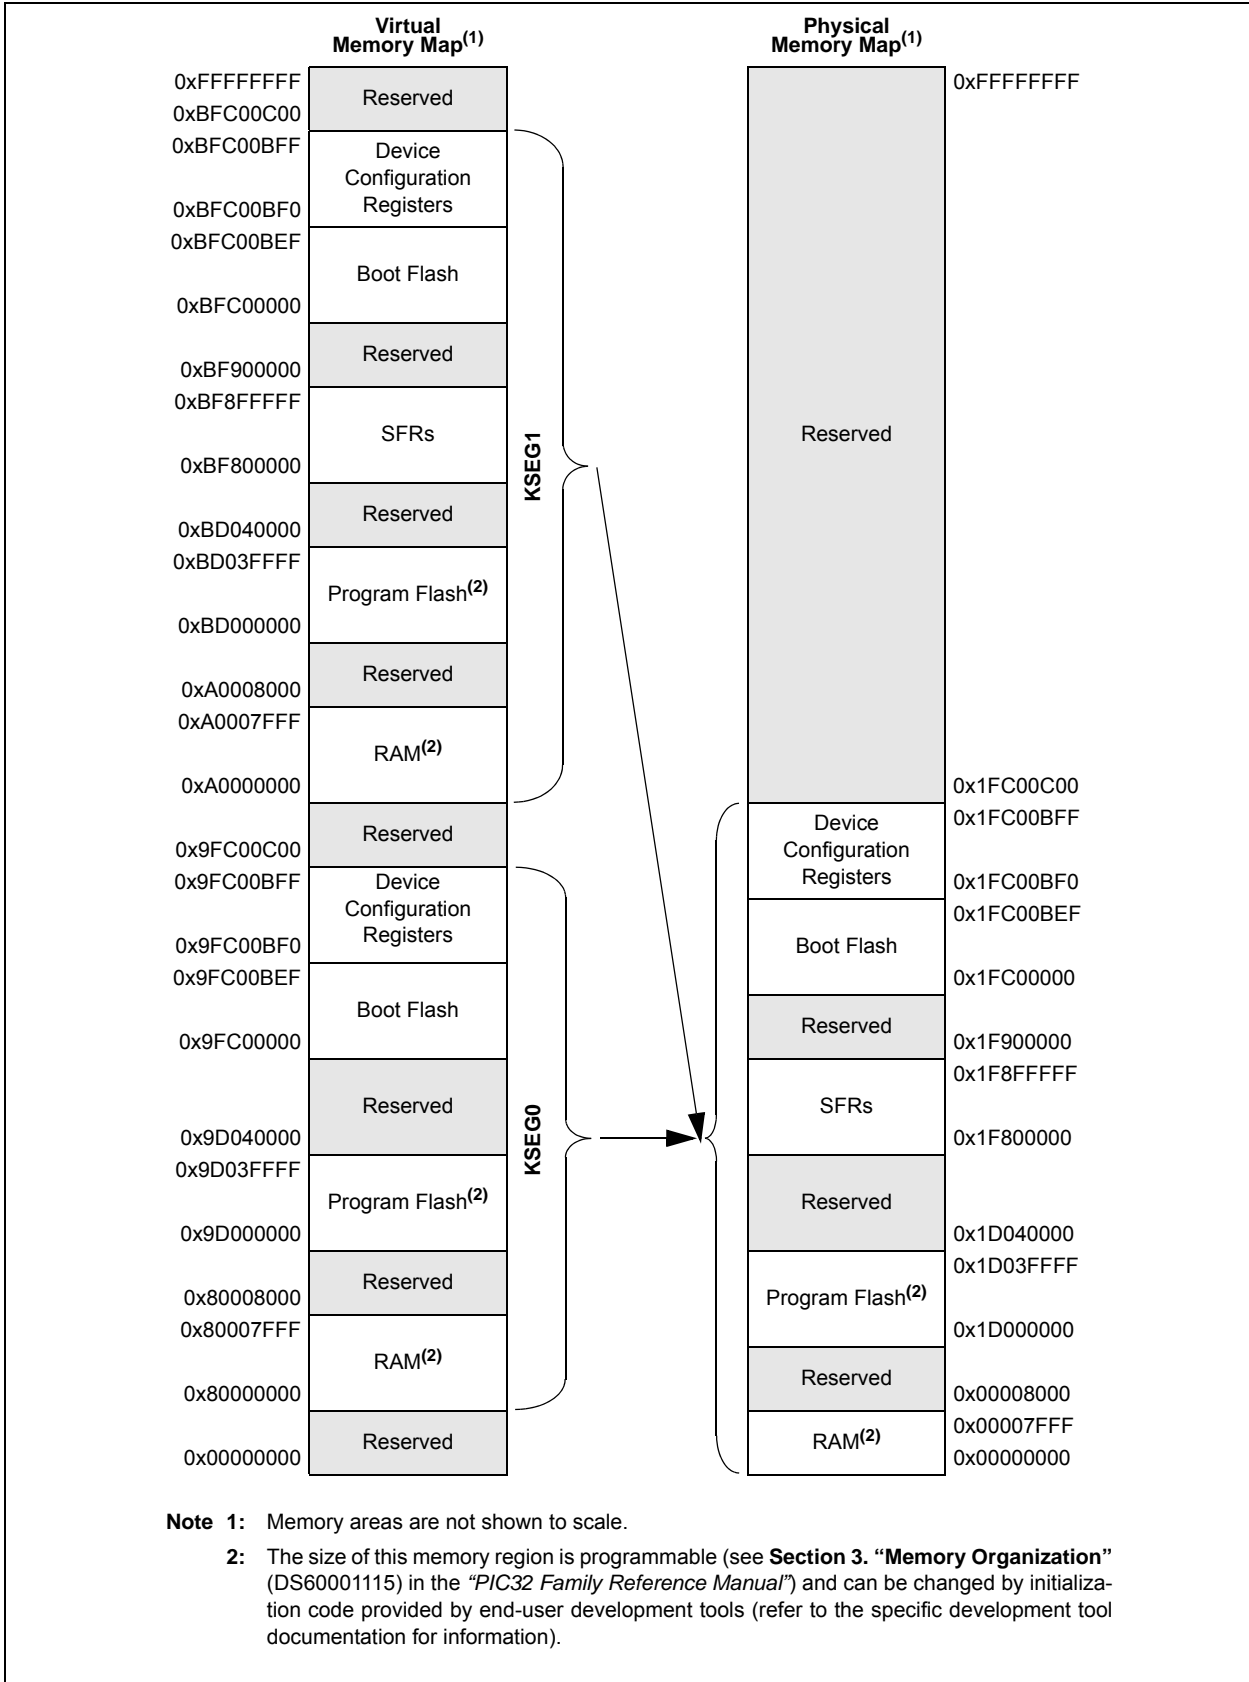 Virtual
Memory Map(1)
0xFFFFFFFF
Reserved
0xBFC00C00
0xBFC00BFF
Device
Configuration
Registers
0xBFC00BF0
0xBFC00BEF
Boot Flash
0xBFC00000
Reserved
0xBF900000
0xBF8FFFFF
SFRs
0xBF800000
Reserved
0xBD040000
0xBD03FFFF
Program Flash(2)
0xBD000000
Reserved
0xA0008000
0xA0007FFF
RAM(2)
0xA0000000
KSEG1
Reserved
0x9FC00C00
0x9FC00BFF
Device
Configuration
Registers
0x9FC00BF0
0x9FC00BEF
Boot Flash
0x9FC00000
Reserved
0x9D040000
0x9D03FFFF
Program Flash(2)
0x9D000000
Reserved
0x80008000
0x80007FFF
RAM(2)
0x80000000
KSEG0
Reserved
0x00000000
Physical
Memory Map(1)
0xFFFFFFFF
Reserved
0x1FC00C00
0x1FC00BFF
Device
Configuration
Registers
0x1FC00BF0
0x1FC00BEF
Boot Flash
0x1FC00000
Reserved
0x1F900000
0x1F8FFFFF
SFRs
0x1F800000
Reserved
0x1D040000
0x1D03FFFF
Program Flash(2)
0x1D000000
Reserved
0x00008000
0x00007FFF
RAM(2)
0x00000000
Note 1: Memory areas are not shown to scale.
2: The size of this memory region is programmable (see Section 3. “Memory Organization”
(DS60001115) in the “PIC32 Family Reference Manual”) and can be changed by initializa-
tion code provided by end-user development tools (refer to the specific development tool
documentation for information).